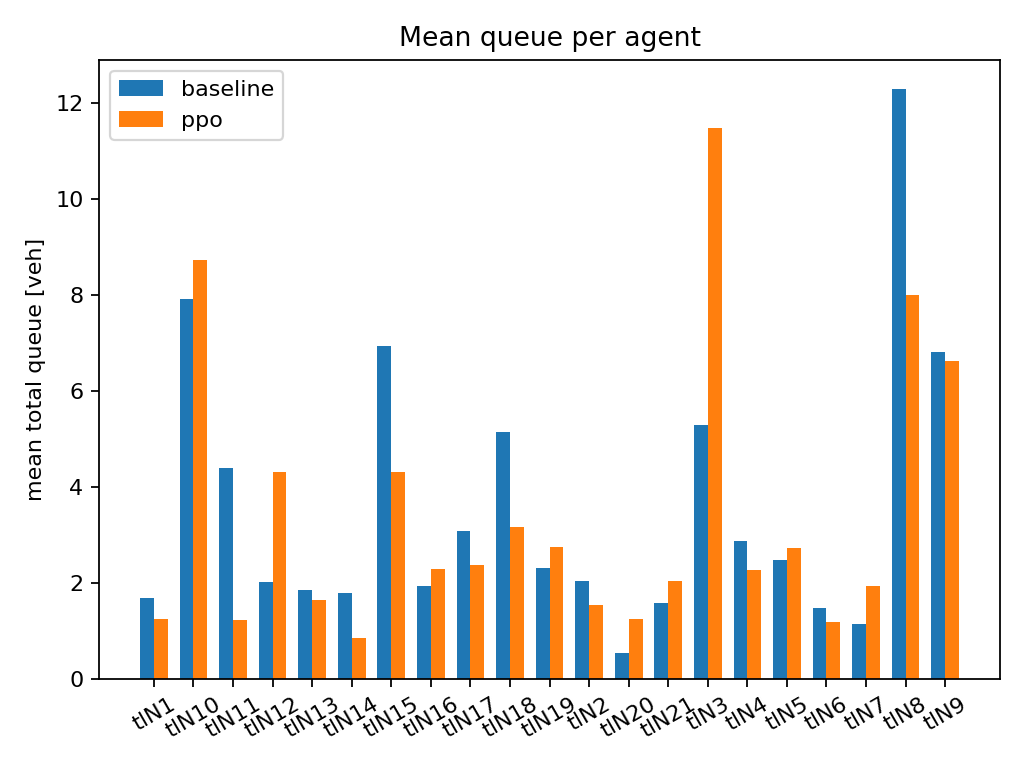 Mean queue per agent
baseline
ppo
mean total queue [veh]
12
10
8
6
4
2
0
tlN1
tlN10
tlN11
tlN12
tlN13
tlN14
tlN15
tlN16
tlN17
tlN18
tlN19
tlN2
tlN20
tlN21
tlN3
tlN4
tlN5
tlN6
tlN7
tlN8
tlN9